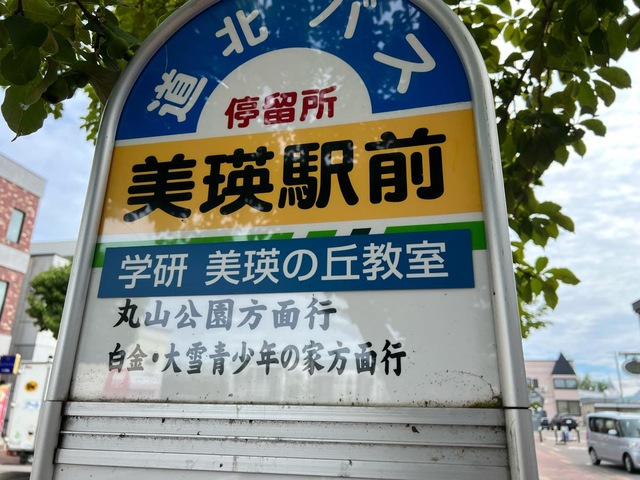 道北バス
停留所
美瑛駅前
学研 美瑛の丘教室
丸山公園方面行
白金・大雪青少年の家方面行